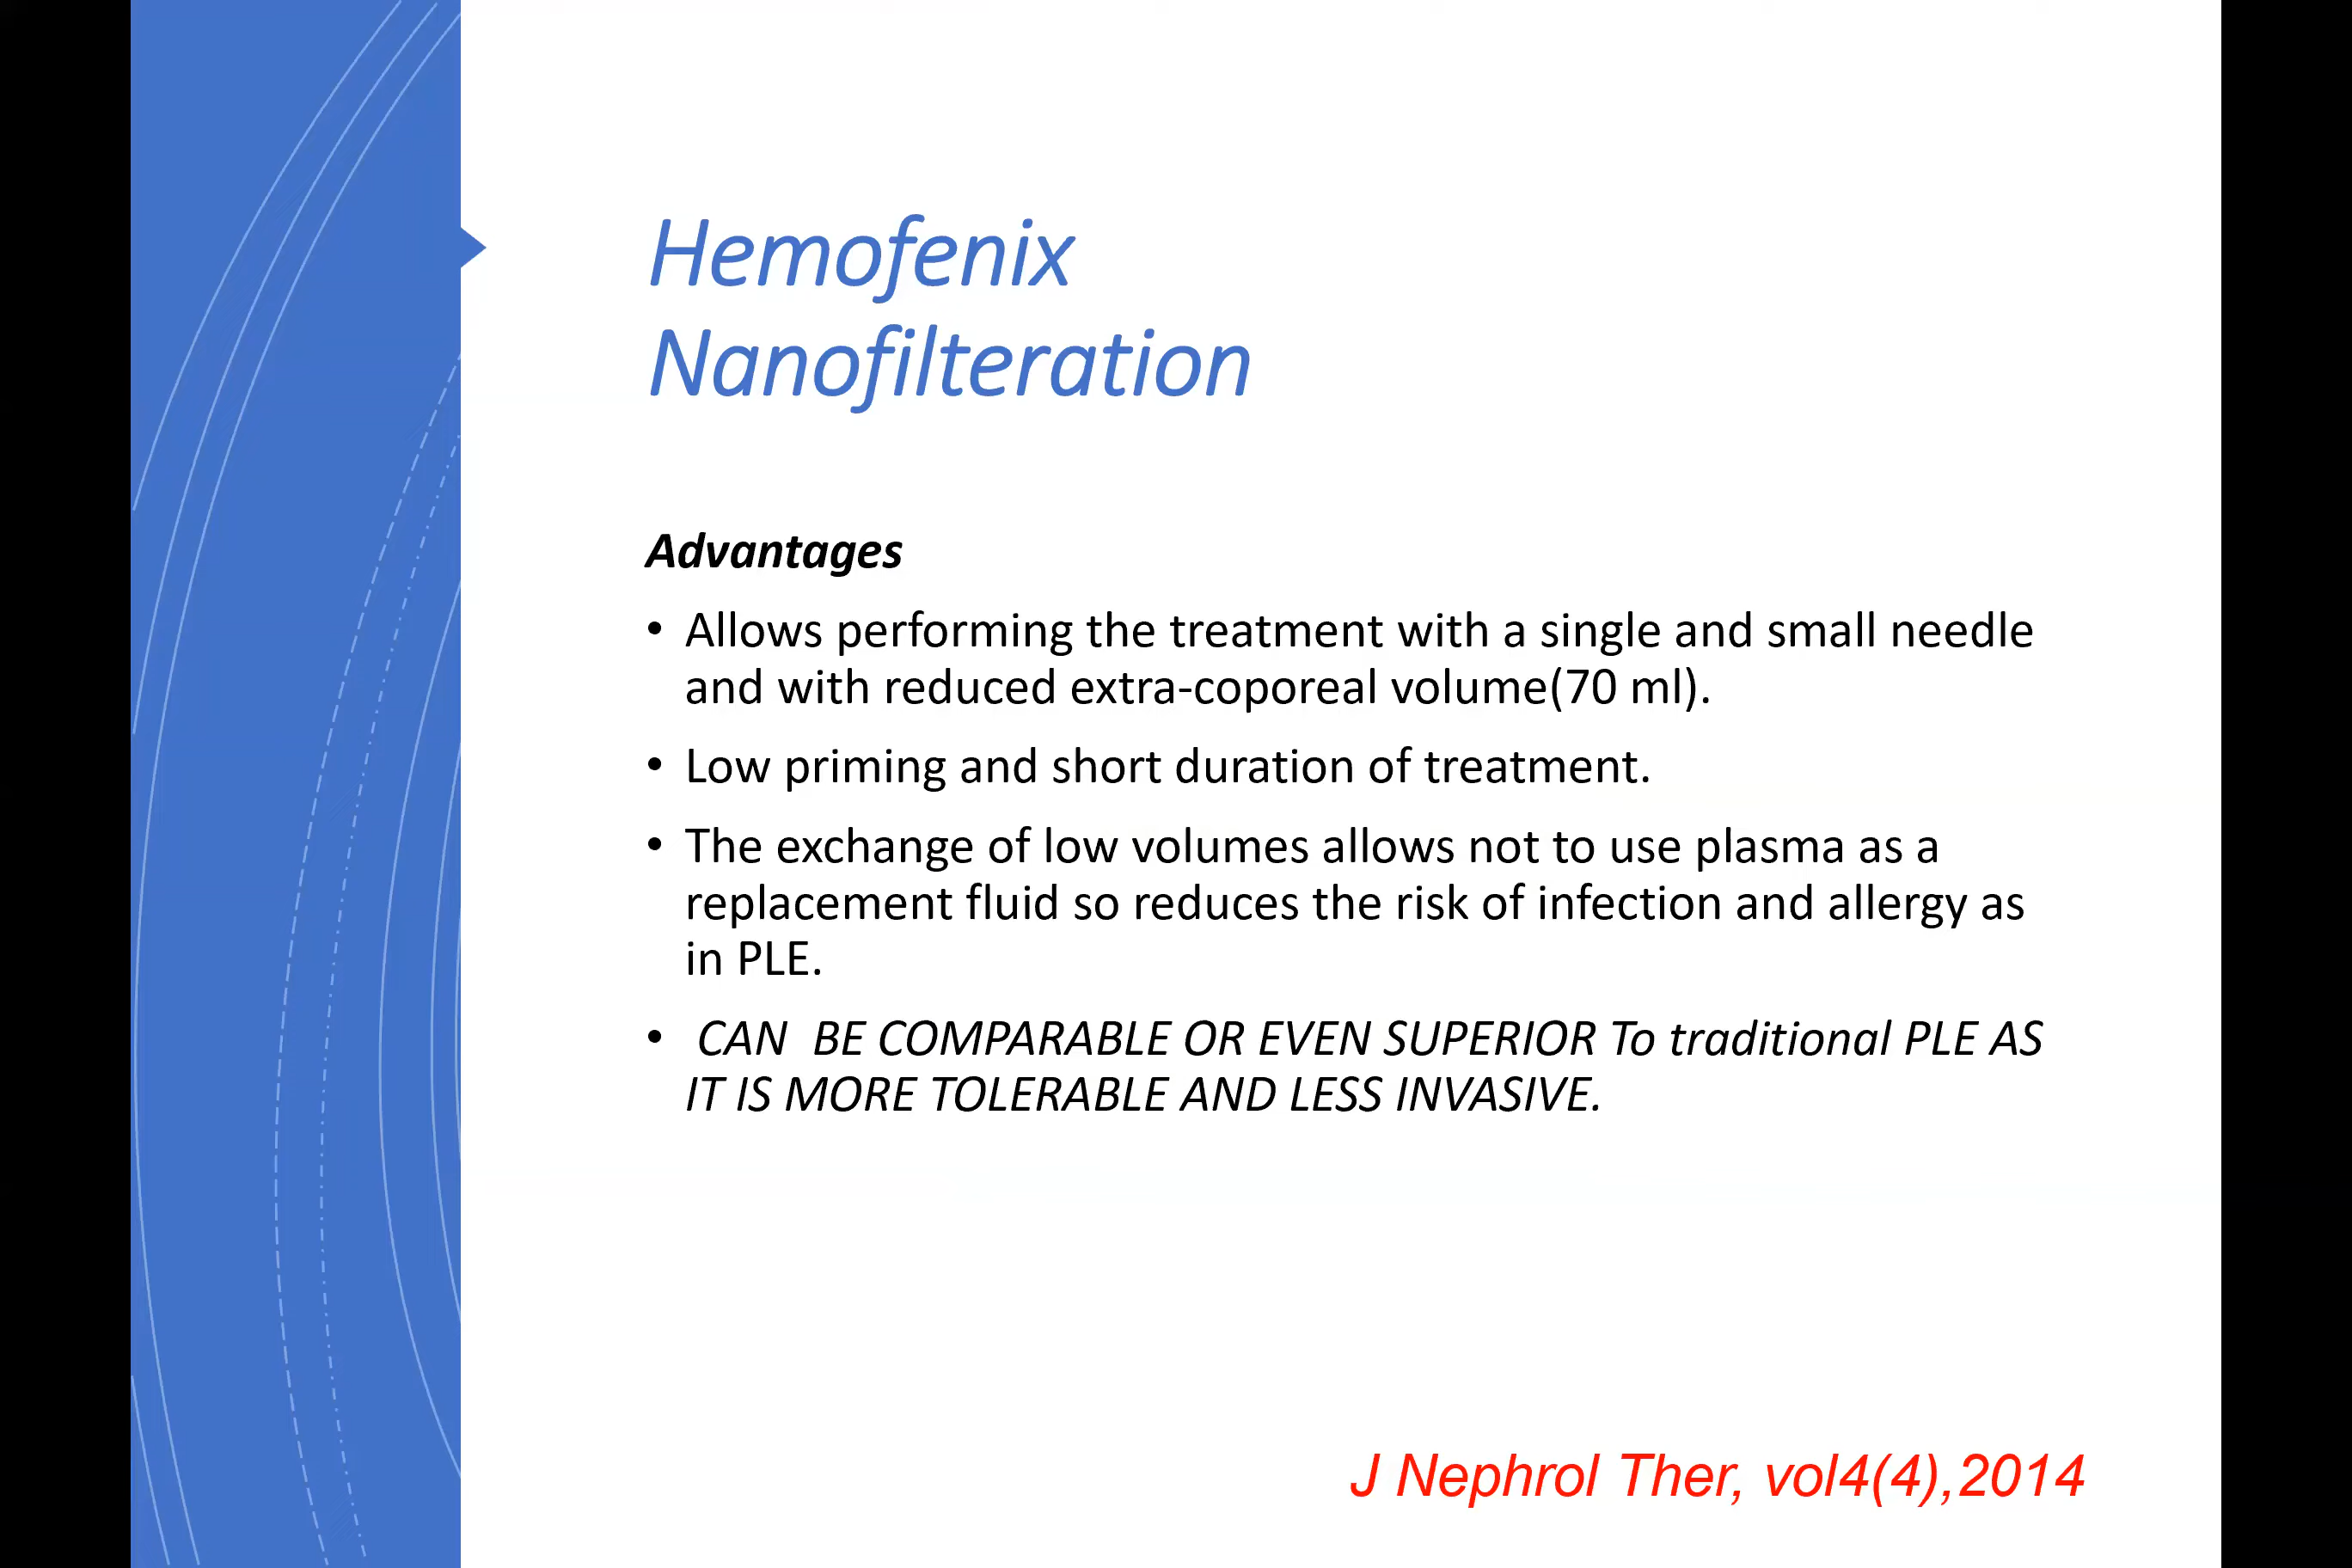 Hemofenix
Nanofilteration
Advantages
• Allows performing the treatment with a single and small needle
and with reduced extra-coporeal volume(70 ml).
• Low priming and short duration of treatment.
• The exchange of low volumes allows not to use plasma as a
replacement fluid so reduces the risk of infection and allergy as
in PLE.
• CAN BE COMPARABLE OR EVEN SUPERIOR To traditional PLE AS
IT IS MORE TOLERABLE AND LESS INVASIVE.
J Nephrol Ther, vol4(4),2014